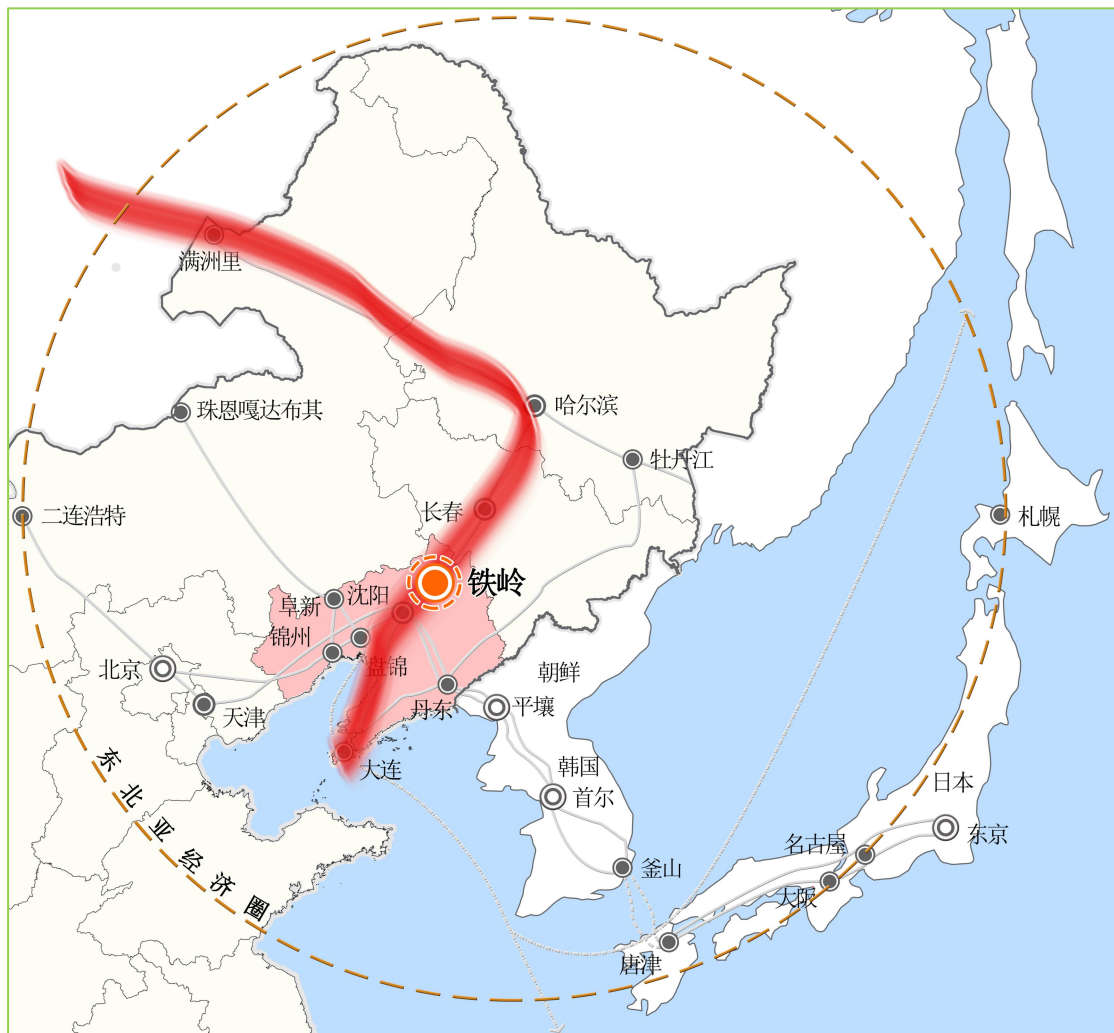 满洲里
珠恩嘎达布其
哈尔滨
牡丹江
二连浩特
长春
札幌
铁岭
阜新
沈阳
锦州
盘锦
北京
天津
丹东
朝鲜
平壤
大连
韩国
首尔
日本
东京
名古屋
大阪
釜山
唐津
东北亚经济圈